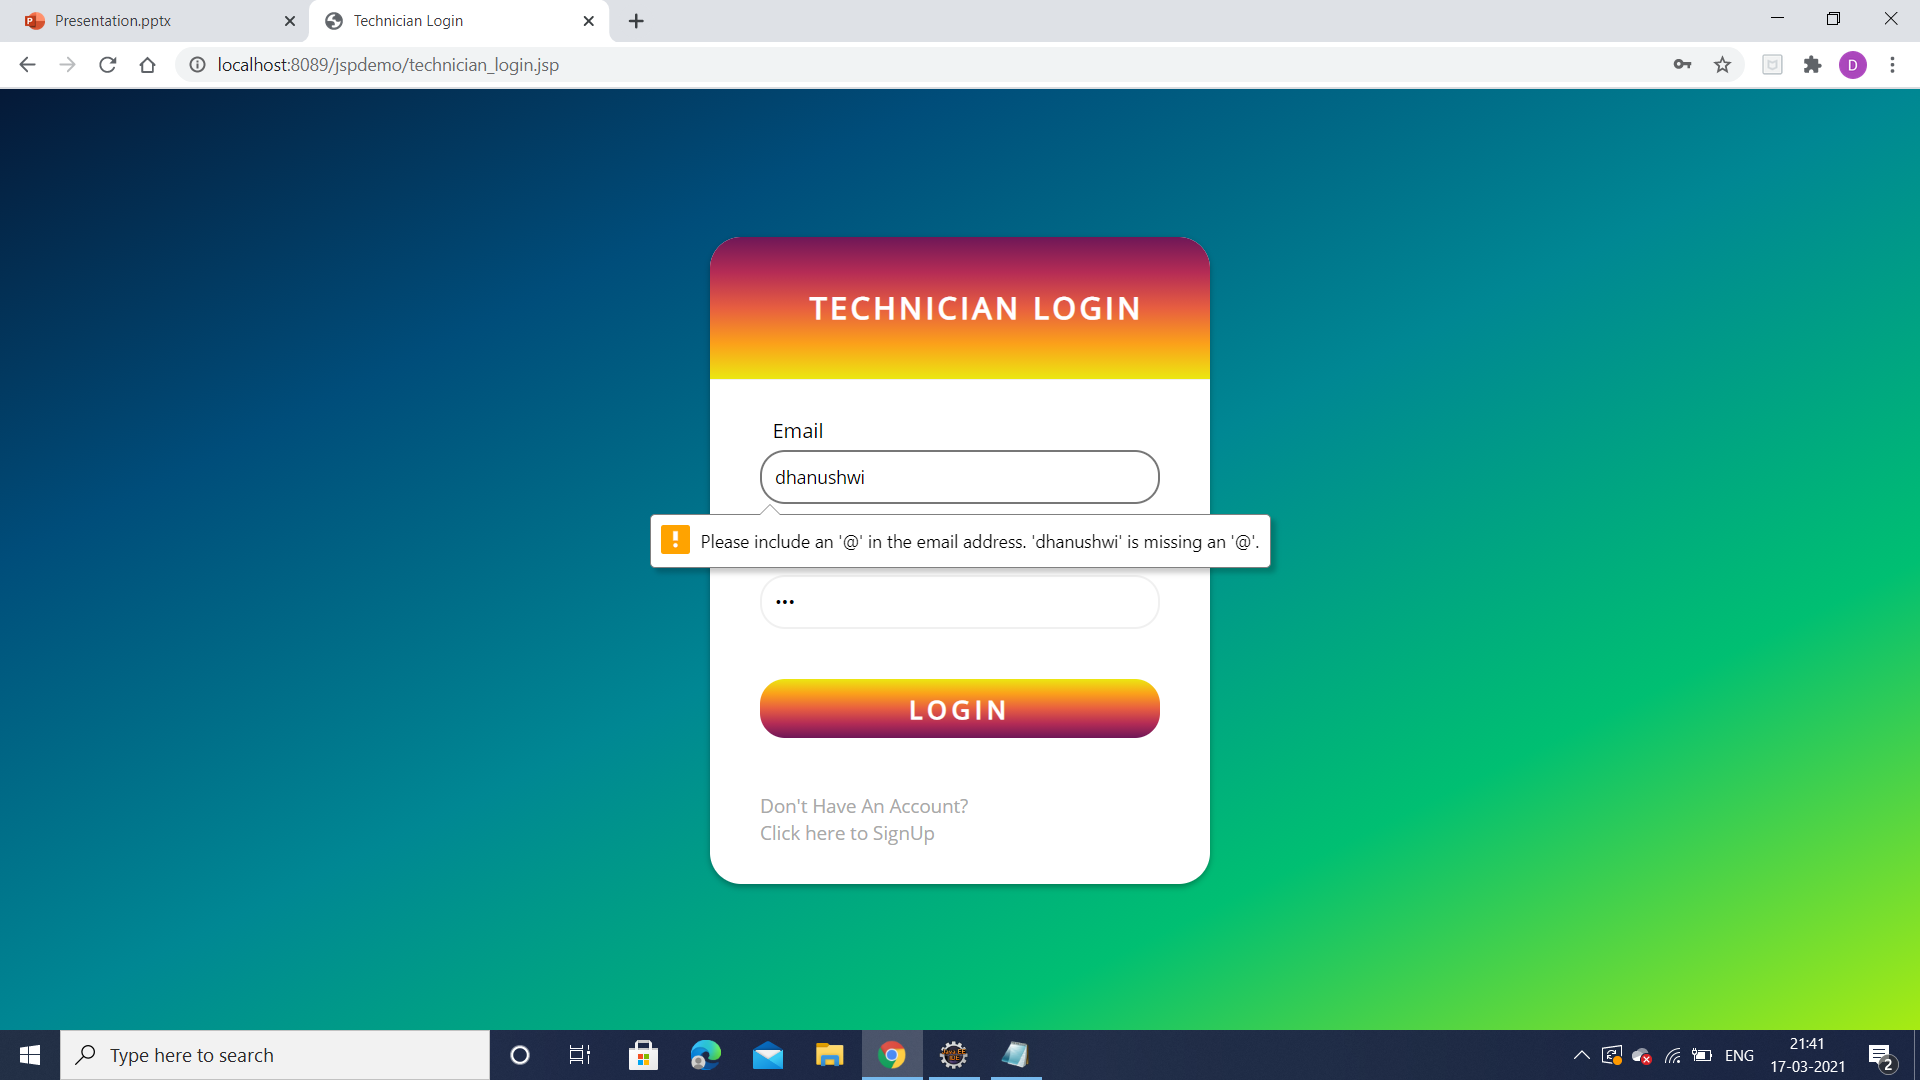 Presentation.pptx
Technician Login
localhost:8089/jspdemo/technician_login.jsp
D
TECHNICIAN LOGIN
Email
dhanushwi
Please include an '@' in the email address. 'dhanushwi' is missing an '@'.
LOGIN
Don't Have An Account?
Click here to SignUp
Type here to search
ENG
21:41
17-03-2021
2